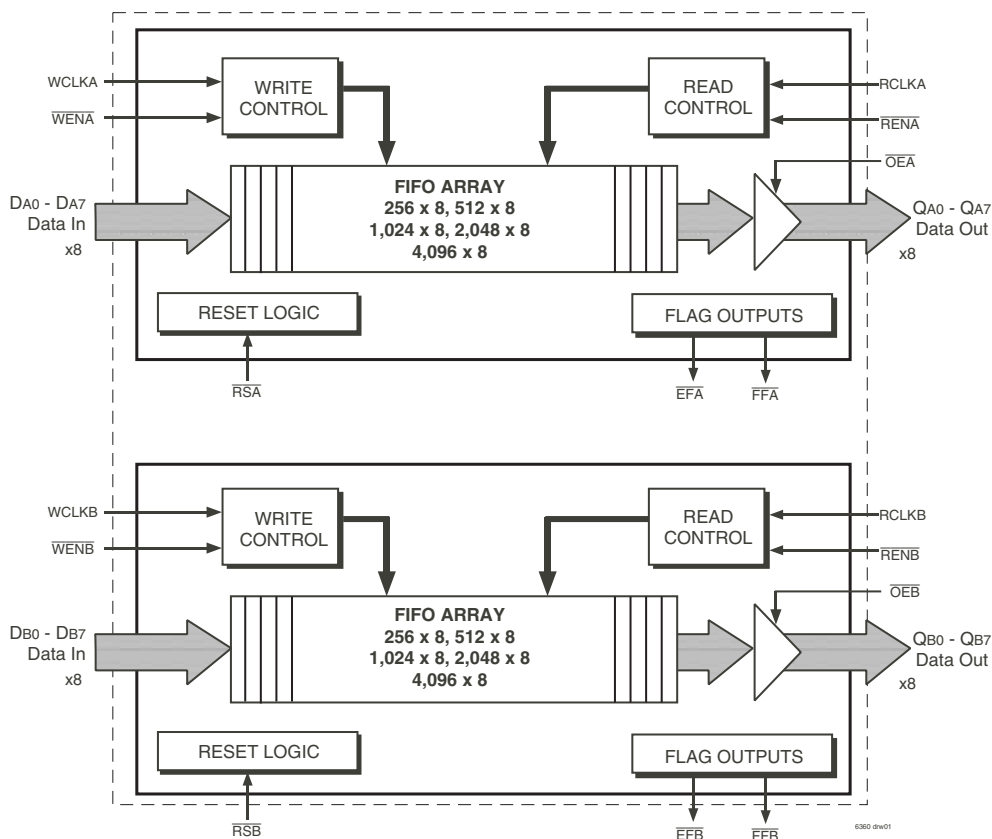 WCLKA
WENA
WRITE
CONTROL
READ
CONTROL
RCLKA
RENA
OEA
DA0 - DA7
Data In
x8
FIFO ARRAY
256 x 8, 512 x 8
1,024 x 8, 2,048 x 8
4,096 x 8
QA0 - QA7
Data Out
x8
RESET LOGIC
FLAG OUTPUTS
RSA
EFA
FFA
WCLKB
WENB
WRITE
CONTROL
READ
CONTROL
RCLKB
RENB
OEB
DB0 - DB7
Data In
x8
FIFO ARRAY
256 x 8, 512 x 8
1,024 x 8, 2,048 x 8
4,096 x 8
QB0 - QB7
Data Out
x8
RESET LOGIC
FLAG OUTPUTS
RSB
EFB
FFB
6360 drw01